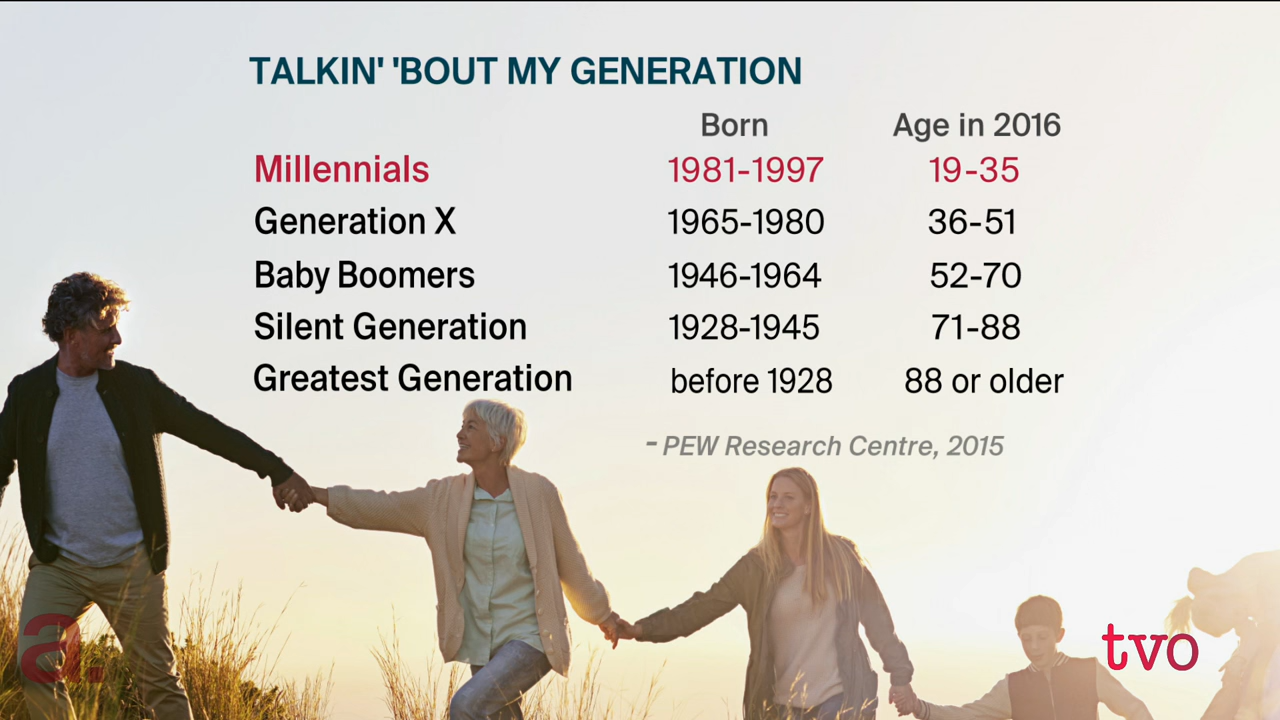 TALKIN' 'BOUT MY GENERATION
Born Age in 2016
Millennials 1981-1997 19-35
Generation X 1965-1980 36-51
Baby Boomers 1946-1964 52-70
Silent Generation 1928-1945 71-88
Greatest Generation before 1928 88 or older
- PEW Research Centre, 2015
a.
tvo